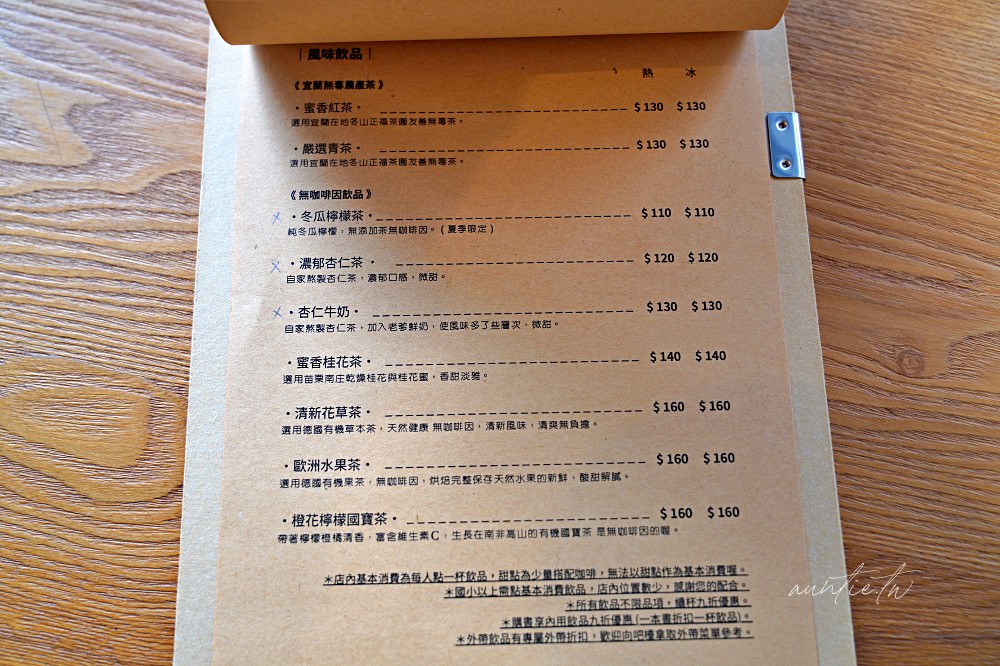 ｜風味飲品｜
熱 冰
《宜蘭無毒農產茶》
・蜜香紅茶・ $130 $130
選用宜蘭在地冬山正福茶園友善無毒茶。
・嚴選青茶・ $130 $130
選用宜蘭在地冬山正福茶園友善無毒茶。
《無咖啡因飲品》
×・冬瓜檸檬茶・ $110 $110
純冬瓜檸檬，無添加茶無咖啡因。(夏季限定)
×・濃郁杏仁茶・ $120 $120
自家熬製杏仁茶，濃郁口感，微甜。
×・杏仁牛奶・ $130 $130
自家熬製杏仁茶，加入老爹鮮奶，使風味多了些層次，微甜。
・蜜香桂花茶・ $140 $140
選用苗栗南庄乾燥桂花與桂花蜜，香甜淡雅。
・清新花草茶・ $160 $160
選用德國有機草本茶，天然健康 無咖啡因，清新風味，清爽無負擔。
・歐洲水果茶・ $160 $160
選用德國有機果茶，無咖啡因，烘焙完整保存天然水果的新鮮，酸甜解膩。
・橙花檸檬國寶茶・ $160 $160
帶著檸檬橙橘清香，富含維生素C，生長在南非高山的有機國寶茶 是無咖啡因的喔。
＊店內基本消費為每人點一杯飲品，甜點為少量搭配咖啡，無法以甜點作為基本消費喔。
＊國小以上需點基本消費飲品，店內位置數少，感謝您的配合。
＊所有飲品不限品項，續杯九折優惠。
＊購書享內用飲品九折優惠(一本書折扣一杯飲品)。
＊外帶飲品有專屬外帶折扣，歡迎向吧檯拿取外帶菜單參考。
auntie.tw